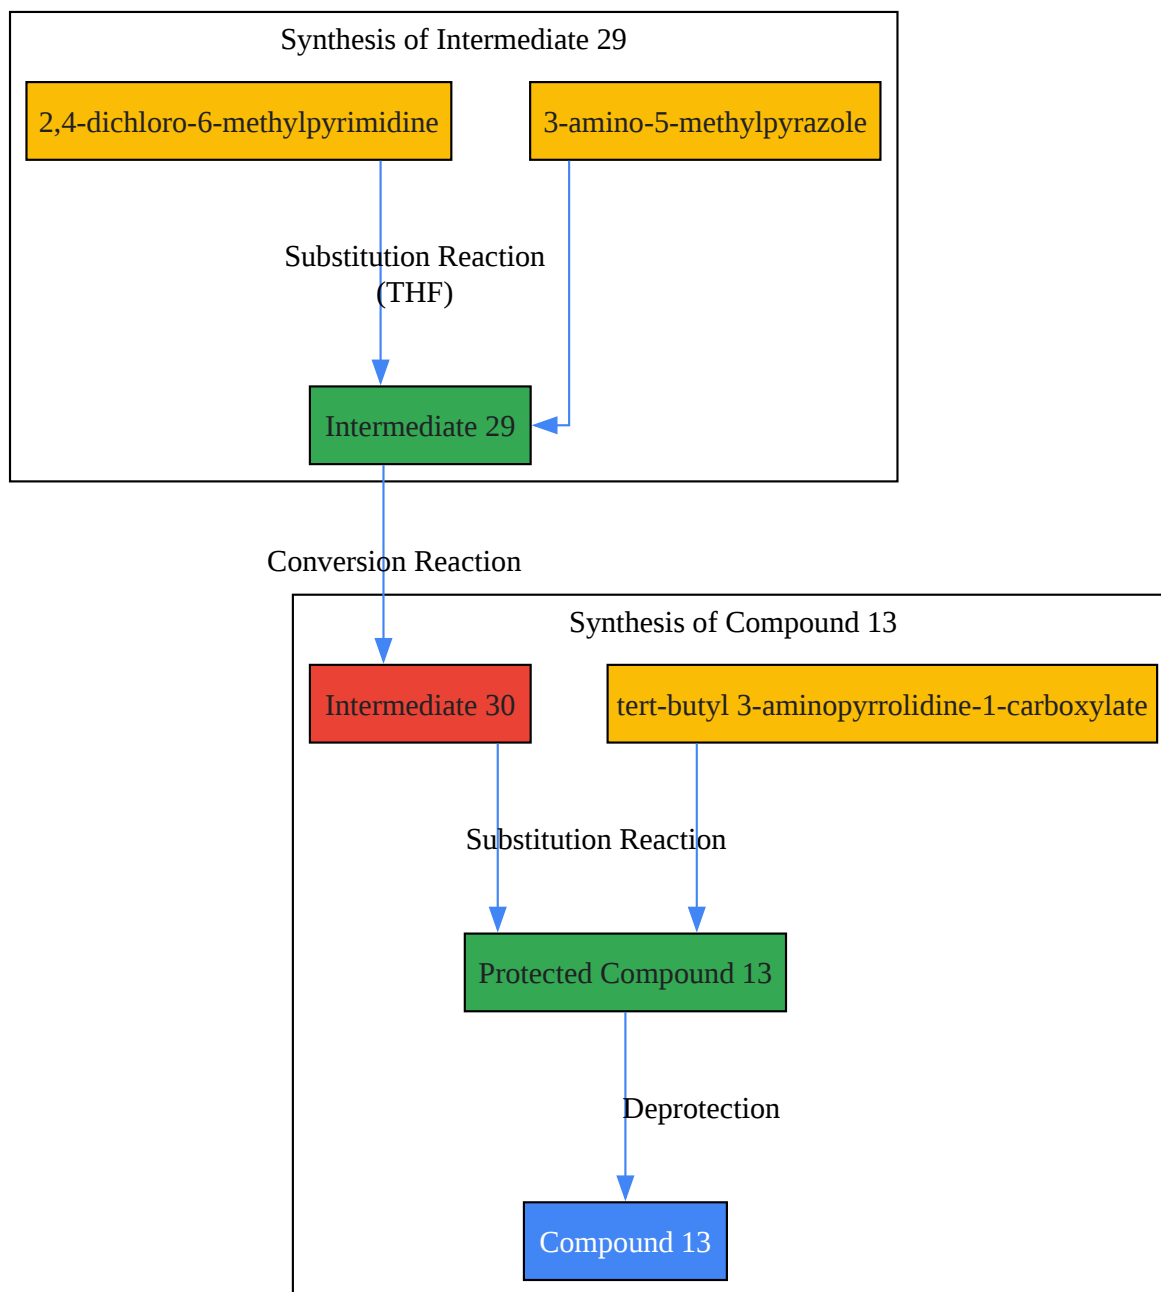 Synthesis of Intermediate 29
2,4-dichloro-6-methylpyrimidine
3-amino-5-methylpyrazole
Substitution Reaction
(THF)
Intermediate 29
Conversion Reaction
Synthesis of Compound 13
Intermediate 30
tert-butyl 3-aminopyrrolidine-1-carboxylate
Substitution Reaction
Protected Compound 13
Deprotection
Compound 13